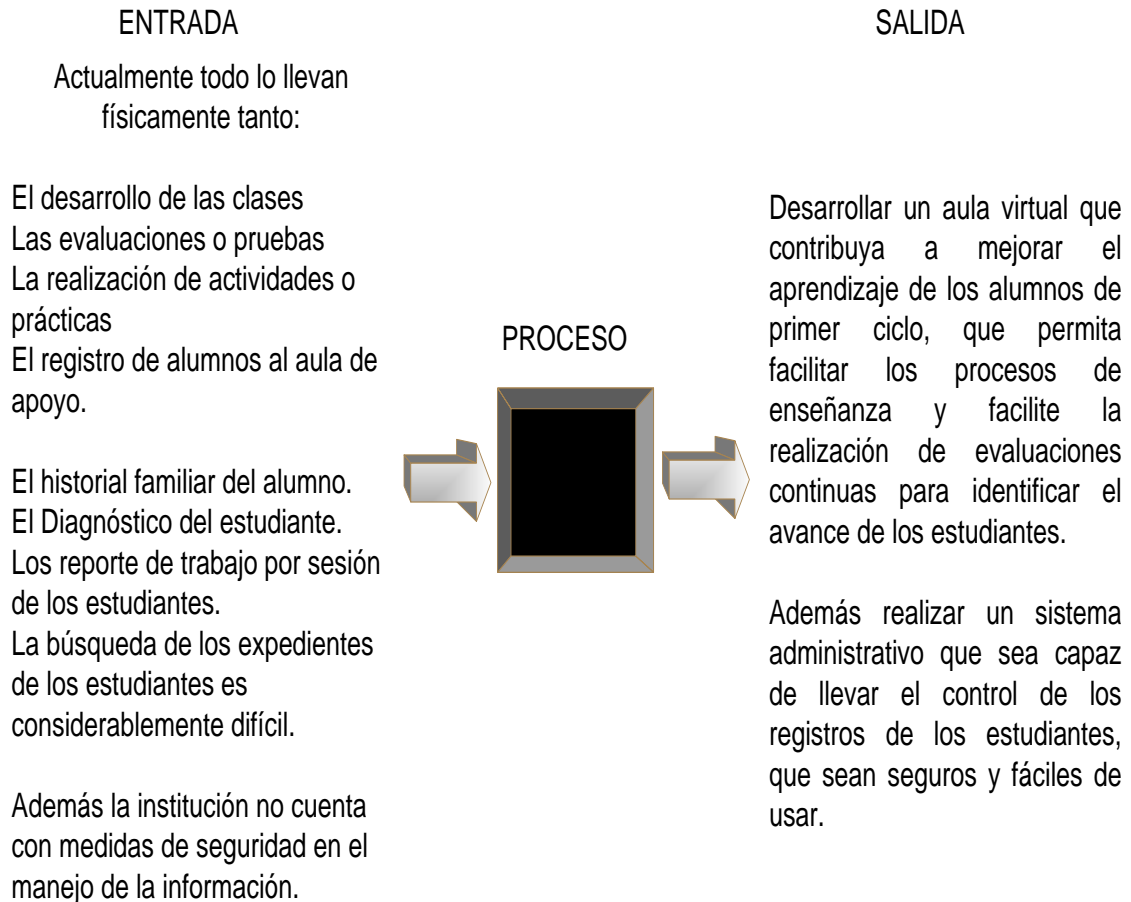 ENTRADA
Actualmente todo lo llevan
físicamente tanto:
El desarrollo de las clases
Las evaluaciones o pruebas
La realización de actividades o
prácticas
El registro de alumnos al aula de
apoyo.
El historial familiar del alumno.
El Diagnóstico del estudiante.
Los reporte de trabajo por sesión
de los estudiantes.
La búsqueda de los expedientes
de los estudiantes es
considerablemente difícil.
Además la institución no cuenta
con medidas de seguridad en el
manejo de la información.
PROCESO
SALIDA
Desarrollar un aula virtual que
contribuya a mejorar el
aprendizaje de los alumnos de
primer ciclo, que permita
facilitar los procesos de
enseñanza y facilite la
realización de evaluaciones
continuas para identificar el
avance de los estudiantes.
Además realizar un sistema
administrativo que sea capaz
de llevar el control de los
registros de los estudiantes,
que sean seguros y fáciles de
usar.